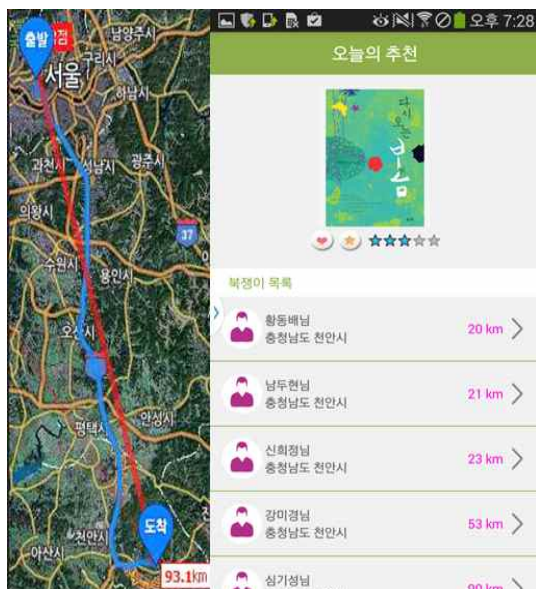 출발
점
남양주시
구리시
서울
하남시
과천시
성남시
광주시
의왕시
37
수원시
용인시
오산시
안성시
평택시
도착
천안시
아산시
93.1km
오후 7:28
오늘의 추천
다시
오는
봄
북쟁이 목록
황동배님
충청남도 천안시
20 km
남두현님
충청남도 천안시
21 km
신희정님
충청남도 천안시
23 km
강미경님
충청남도 천안시
53 km
심기성님
90 km